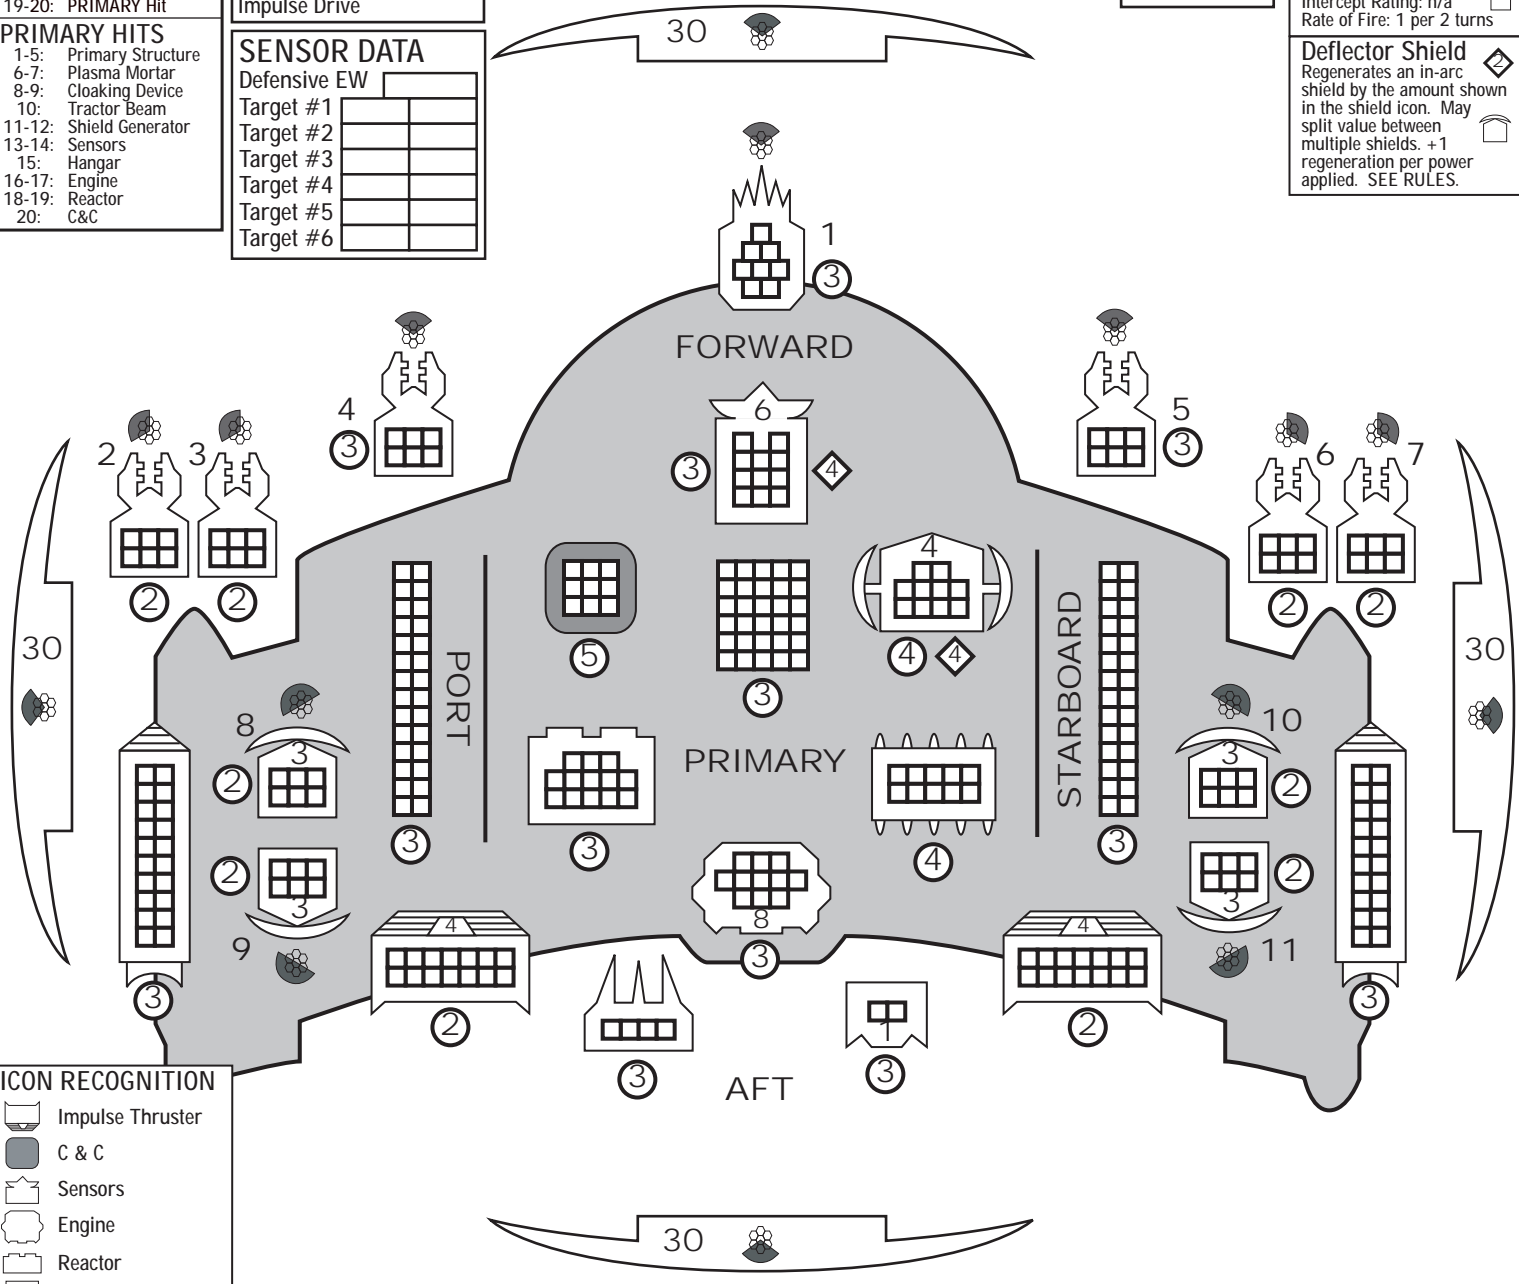 19-20: PRIMARY Hit
PRIMARY HITS
1-5: Primary Structure
6-7: Plasma Mortar
8-9: Cloaking Device
10: Tractor Beam
11-12: Shield Generator
13-14: Sensors
15: Hangar
16-17: Engine
18-19: Reactor
20: C&C
Impulse Drive
SENSOR DATA
Defensive EW
Target #1
Target #2
Target #3
Target #4
Target #5
Target #6
30
Intercept Rating: n/a
Rate of Fire: 1 per 2 turns
Deflector Shield
2
Regenerates an in-arc
shield by the amount shown
in the shield icon. May
split value between
multiple shields. +1
regeneration per power
applied. SEE RULES.
1
3
FORWARD
4
3
5
3
6
3
4
2
3
2
2
6
7
2
2
30
30
5
3
4
4
4
PORT
STARBOARD
PRIMARY
8
3
2
10
3
2
3
3
3
4
2
3
9
2
3
11
8
3
4
2
4
2
3
3
3
1
3
AFT
30
ICON RECOGNITION
Impulse Thruster
C & C
Sensors
Engine
Reactor